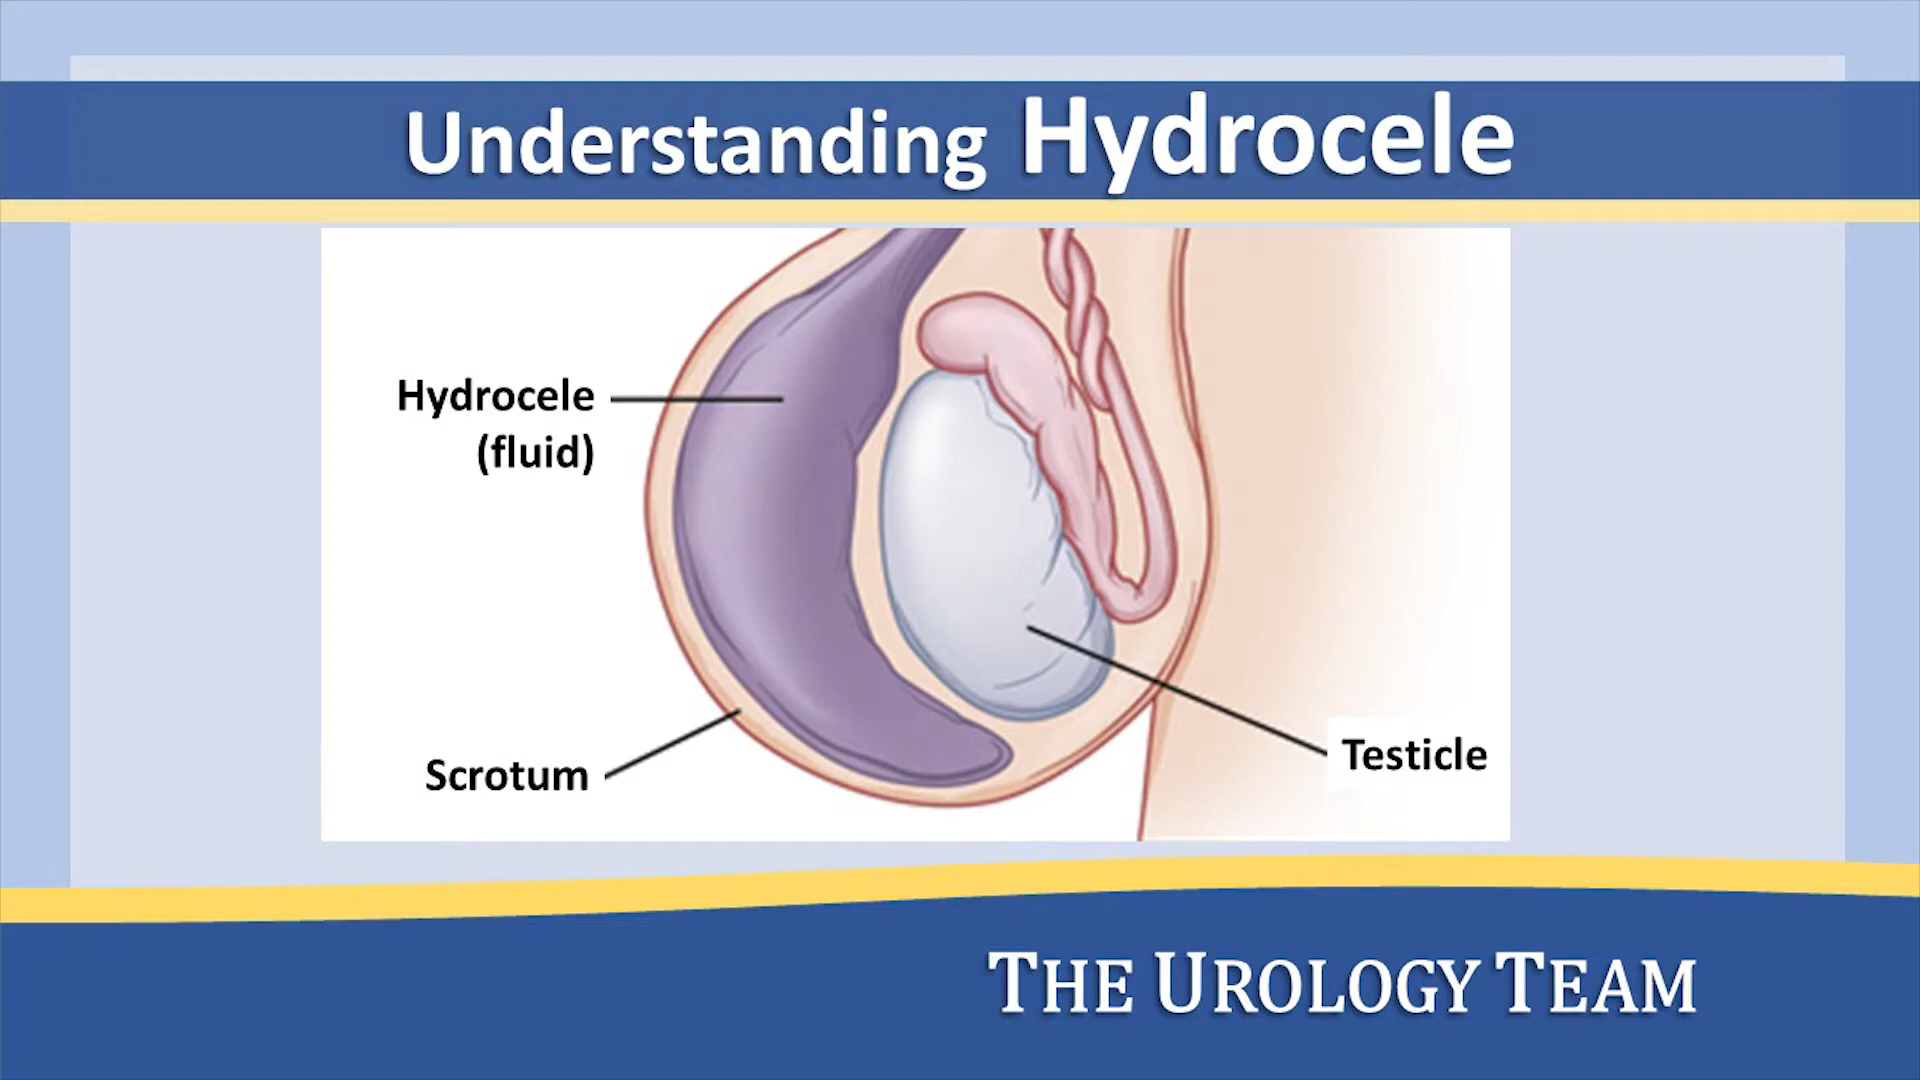 Understanding Hydrocele
Hydrocele
(fluid)
Scrotum
Testicle
THE UROLOGY TEAM